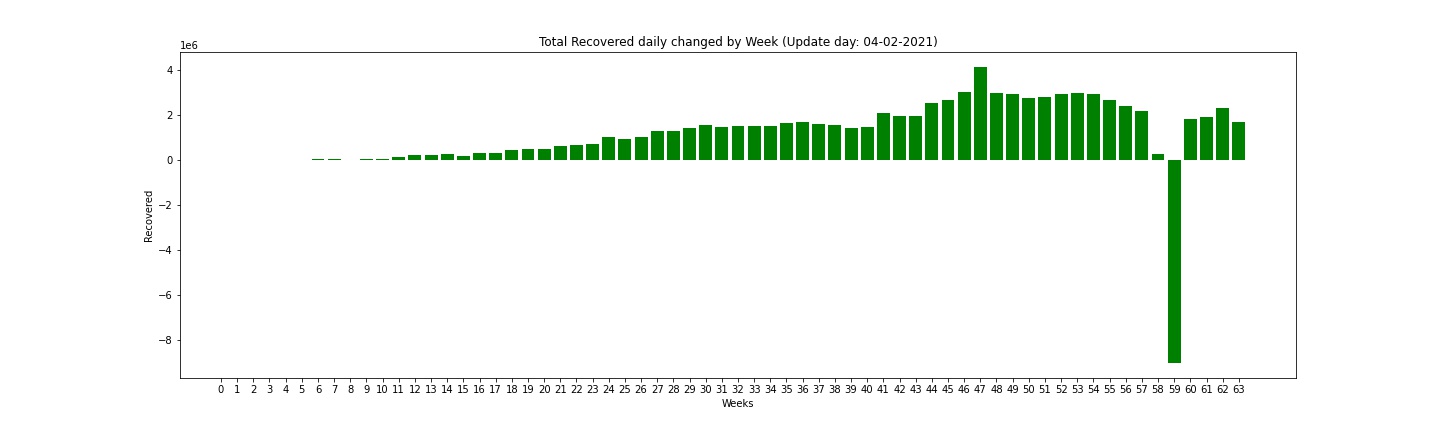 Total Recovered daily changed by Week (Update day: 04-02-2021)
1e6
4
2
0
−2
−4
−6
−8
Recovered
0 1 2 3 4 5 6 7 8 9 10 11 12 13 14 15 16 17 18 19 20 21 22 23 24 25 26 27 28 29 30 31 32 33 34 35 36 37 38 39 40 41 42 43 44 45 46 47 48 49 50 51 52 53 54 55 56 57 58 59 60 61 62 63
Weeks